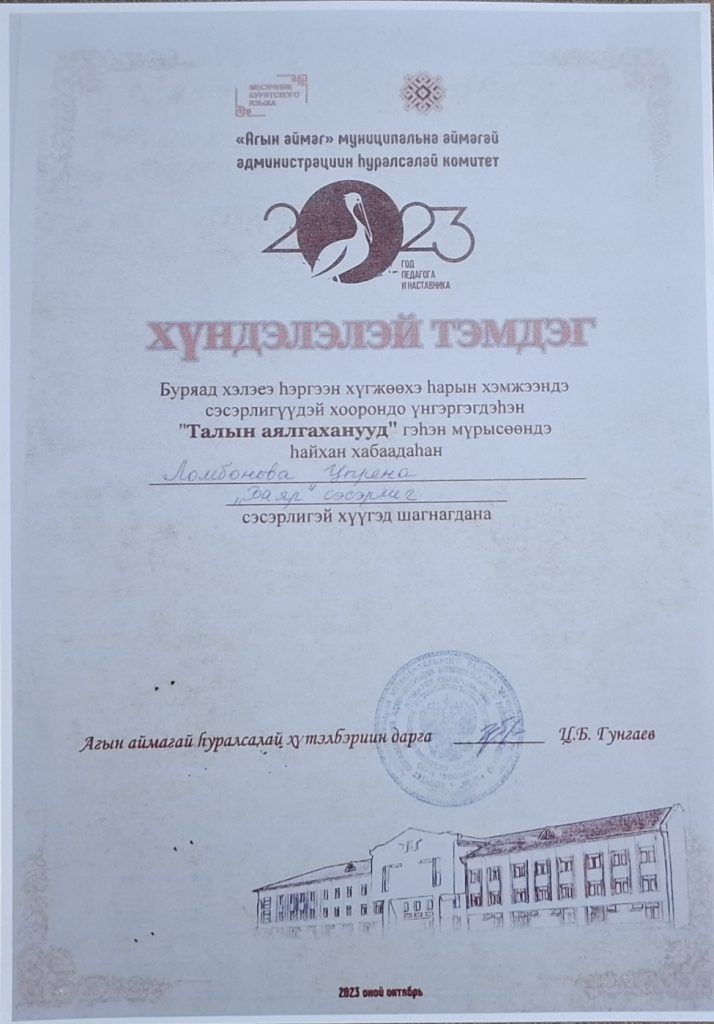 МЕСЯЧНИК
БУРЯТСКОГО
ЯЗЫКА
«Агын аймаг» муниципальна аймагай
администрациин һуралсалай комитет
2023
ГОД
ПЕДАГОГА
И НАСТАВНИКА
ХҮНДЭЛЭЛЭЙ ТЭМДЭГ
Буряад хэлэеэ һэргээн хүгжөөхэ һарын хэмжээндэ
сэсэрлигүүдэй хоорондо үнгэргэгдэһэн
"Талын аялгаханууд" гэһэн мүрысөөндэ
һайхан хабаадаһан
Ломбонова
„Баяр" сэсэрлиг
сэсэрлигэй хүүгэд шагнагдана
Агын аймагай һуралсалай хүтэлбэриин дарга Ц.Б. Гунгаев
2023 оной октябрь